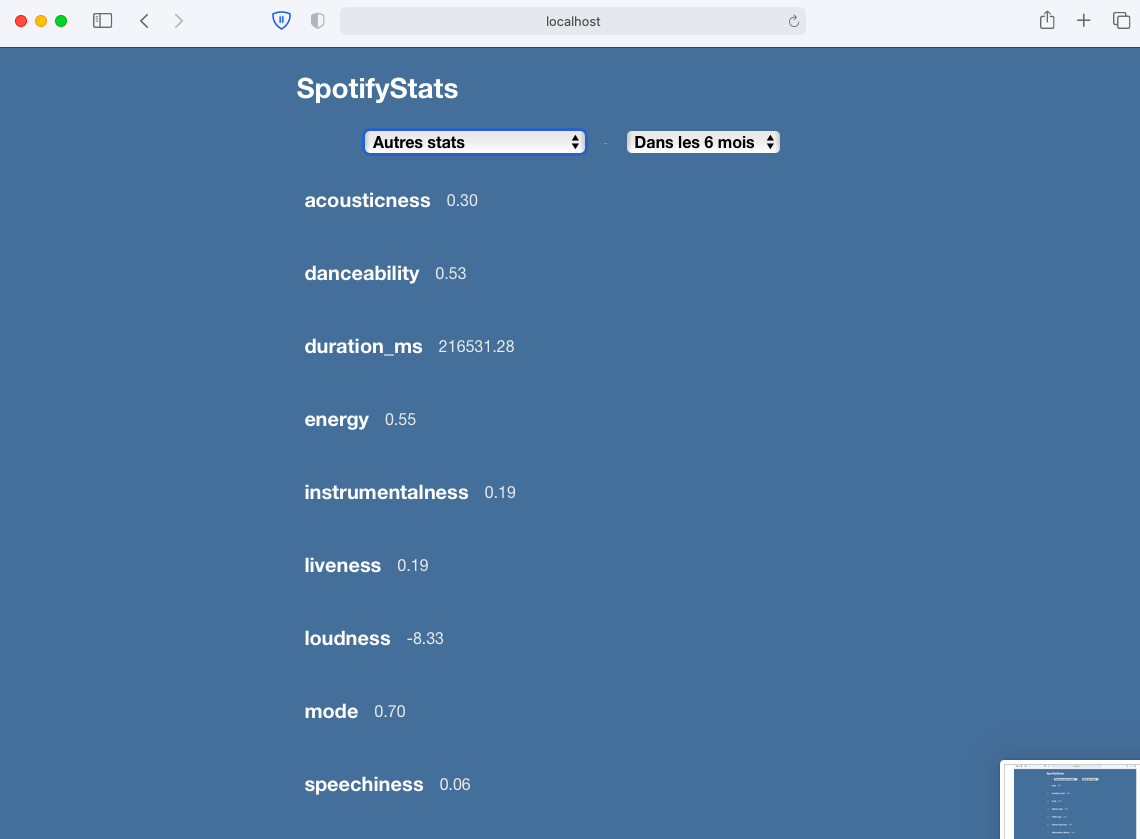 localhost
SpotifyStats
Autres stats - Dans les 6 mois
acousticness 0.30
danceability 0.53
duration_ms 216531.28
energy 0.55
instrumentalness 0.19
liveness 0.19
loudness -8.33
mode 0.70
speechiness 0.06